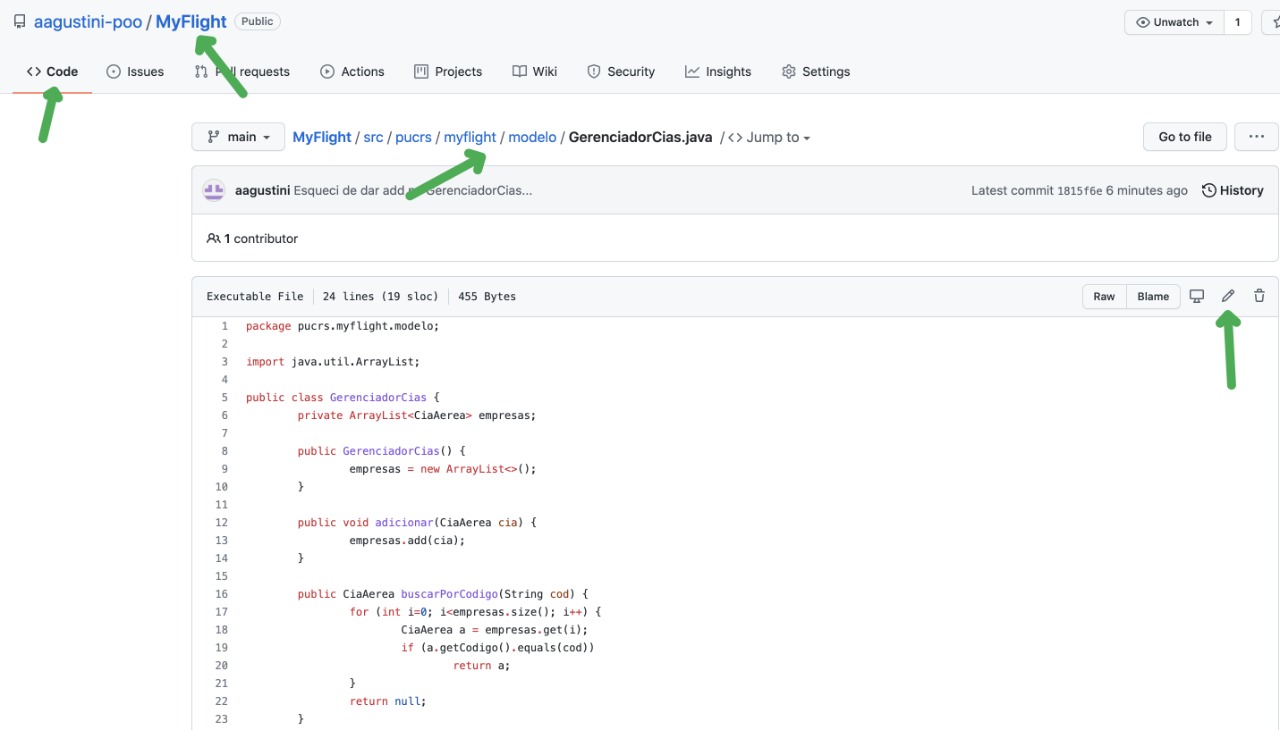 aagustini-poo / MyFlight Public
Unwatch 1
Code Issues Pull requests Actions Projects Wiki Security Insights Settings
main MyFlight / src / pucrs / myflight / modelo / GerenciadorCias.java / <> Jump to Go to file ...
aagustini Esqueci de dar add GerenciadorCias... Latest commit 1815f6e 6 minutes ago History
1 contributor
Executable File 24 lines (19 sloc) 455 Bytes Raw Blame
1 package pucrs.myflight.modelo;
2
3 import java.util.ArrayList;
4
5 public class GerenciadorCias {
6 private ArrayList<CiaAerea> empresas;
7
8 public GerenciadorCias() {
9 empresas = new ArrayList<>();
10 }
11
12 public void adicionar(CiaAerea cia) {
13 empresas.add(cia);
14 }
15
16 public CiaAerea buscarPorCodigo(String cod) {
17 for (int i=0; i<empresas.size(); i++) {
18 CiaAerea a = empresas.get(i);
19 if (a.getCodigo().equals(cod))
20 return a;
21 }
22 return null;
23 }